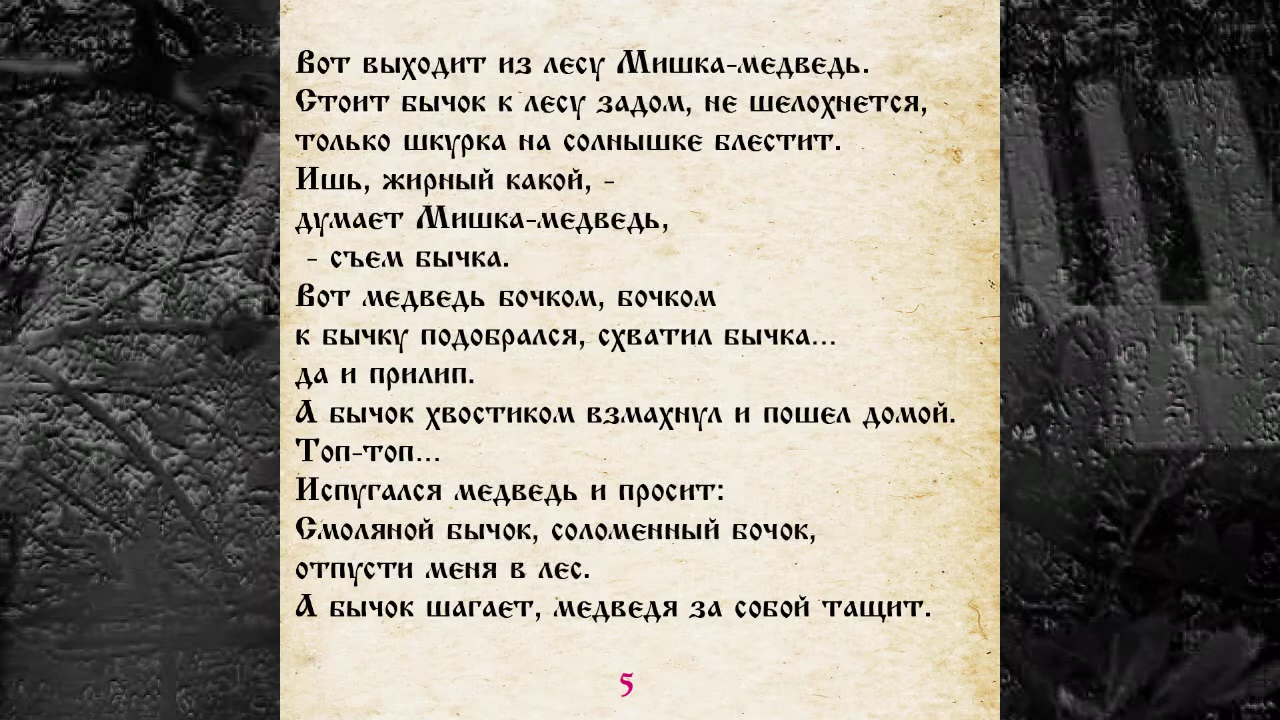 Вот выходит из лесу Мишка-медведь.
Стоит бычок к лесу задом, не шелохнется,
только шкурка на солнышке блестит.
Ишь, жирный какой, -
думает Мишка-медведь,
- съем бычка.
Вот медведь бочком, бочком
к бычку подобрался, схватил бычка...
да и прилип.
А бычок хвостиком взмахнул и пошел домой.
Топ-топ...
Испугался медведь и просит:
Смоляной бычок, соломенный бочок,
отпусти меня в лес.
А бычок шагает, медведя за собой тащит.
5